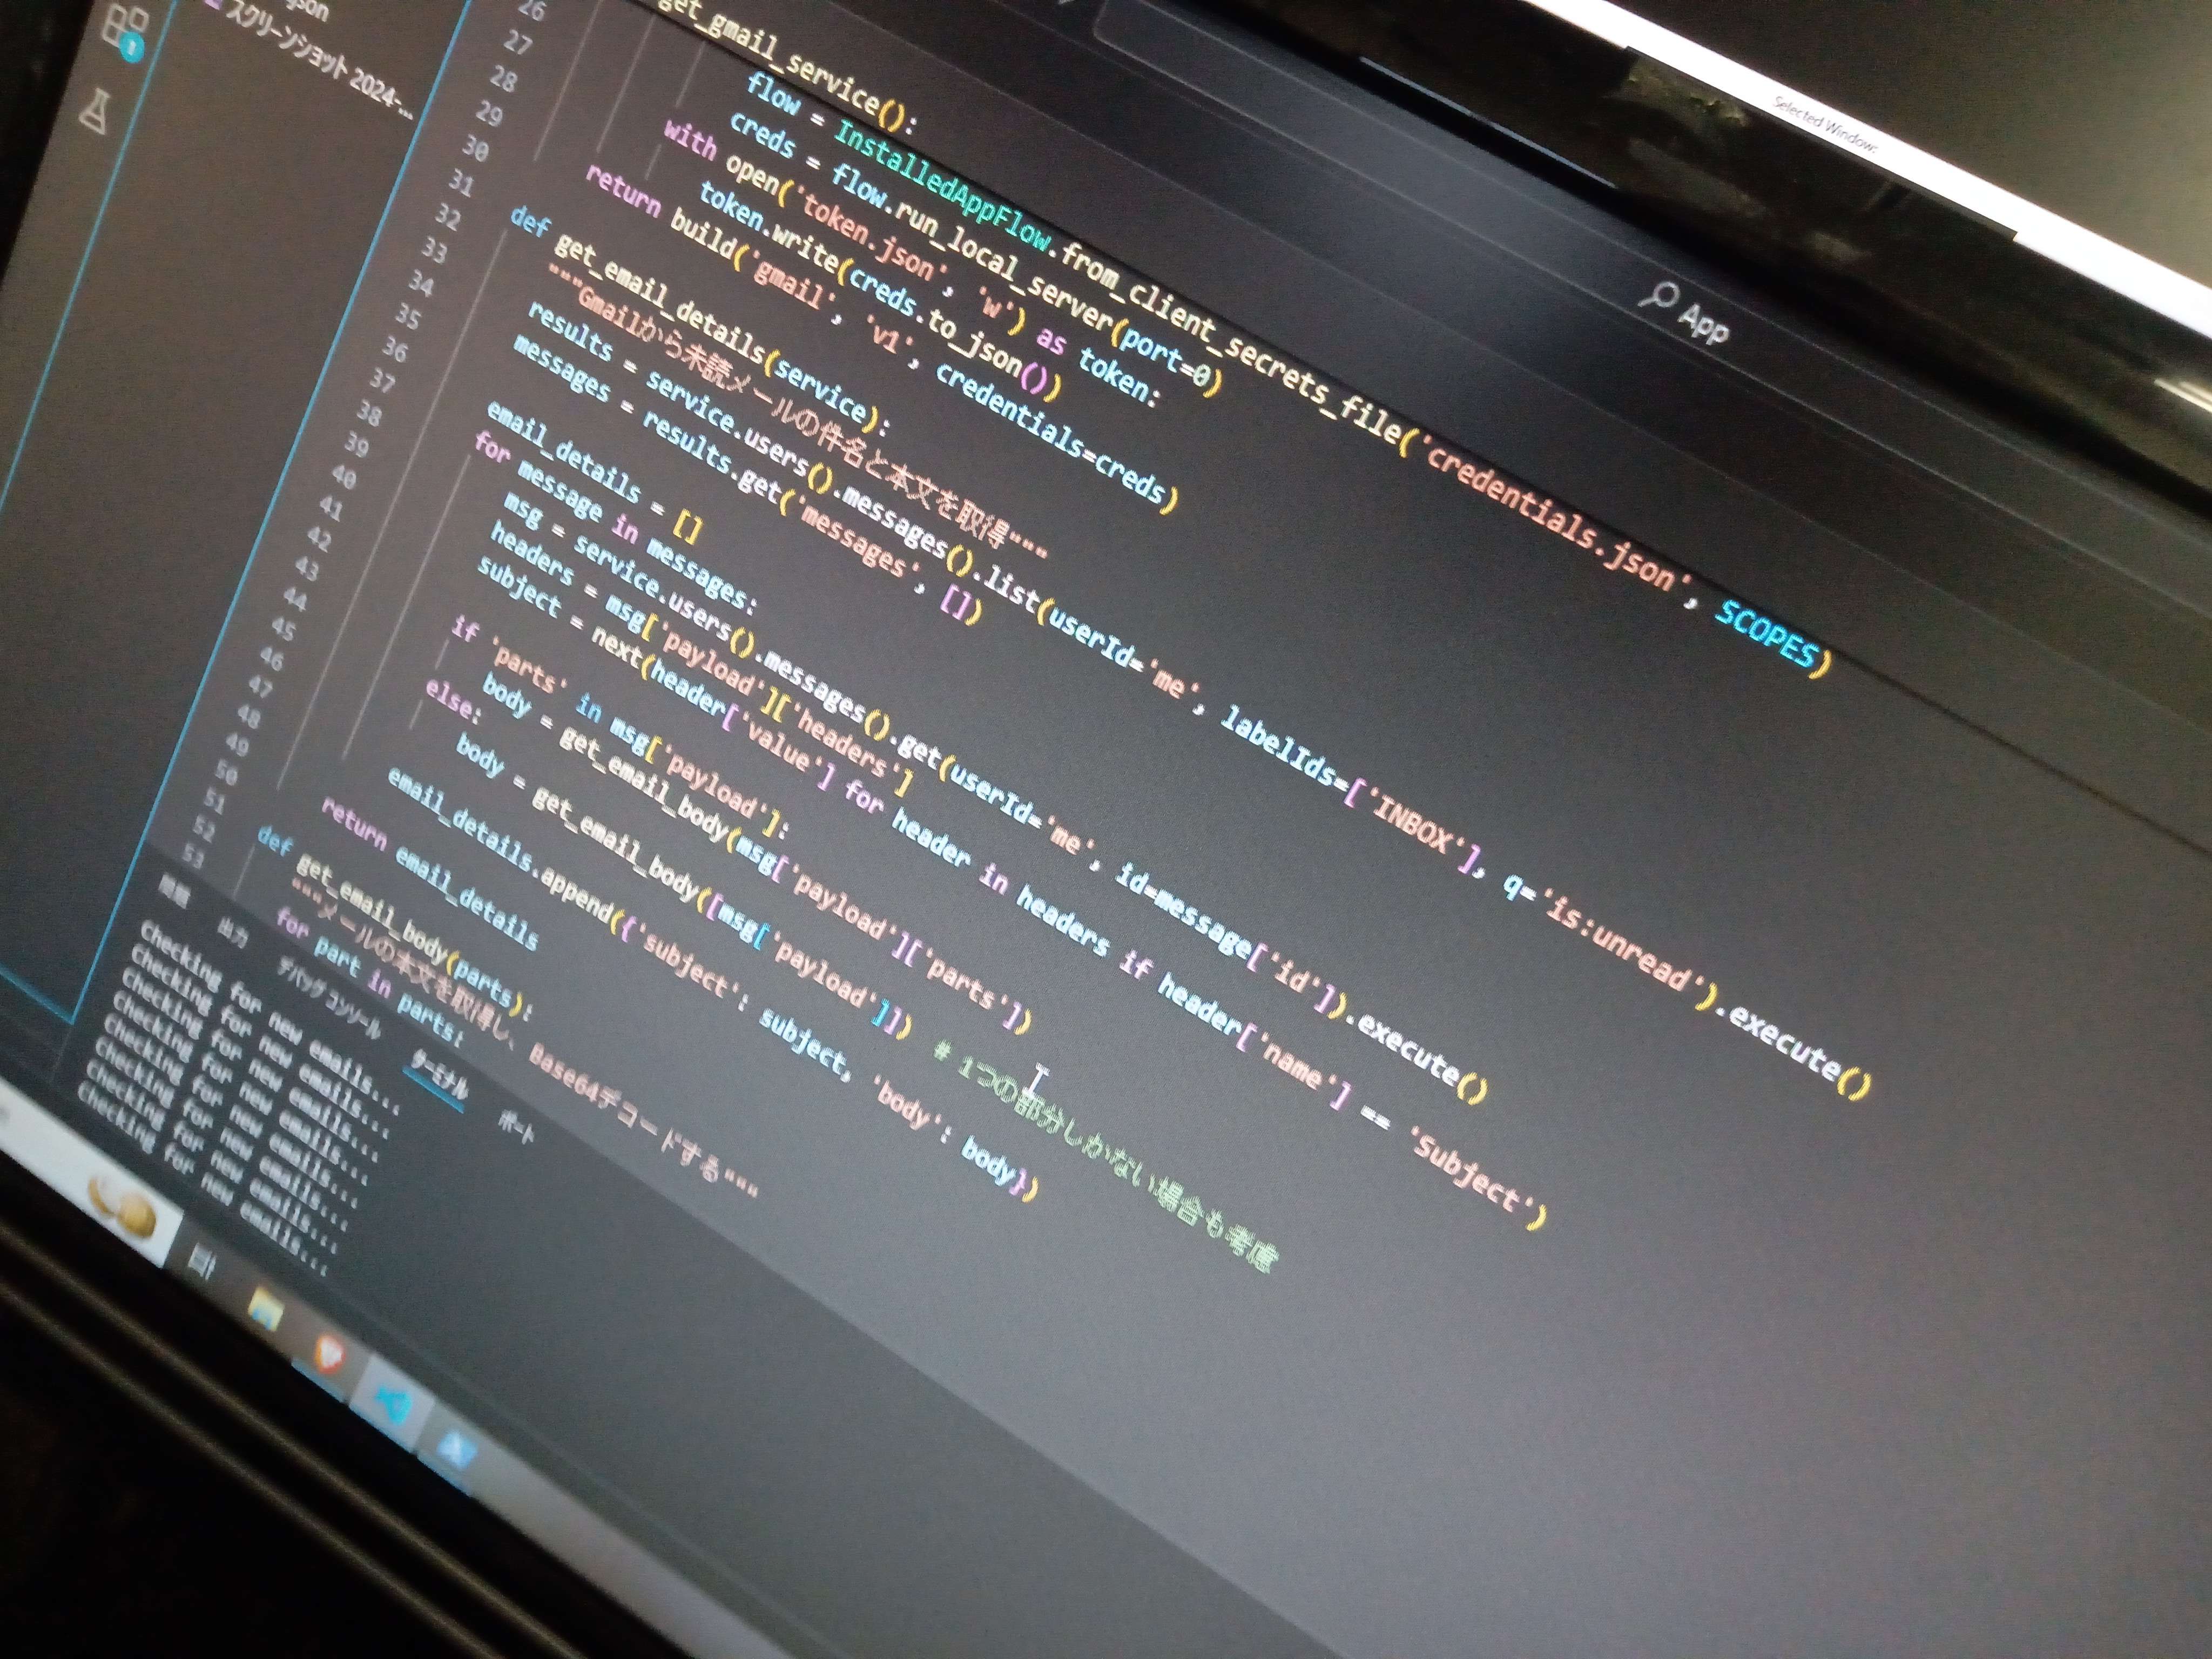 json
スクリーンショット 2024-...
App
Selected Window:
26
27
28
29
30
31
32
33
34
35
36
37
38
39
40
41
42
43
44
45
46
47
48
49
50
51
52
53
get_gmail_service():
flow = InstalledAppFlow.from_client_secrets_file('credentials.json', SCOPES)
creds = flow.run_local_server(port=0)
with open('token.json', 'w') as token:
token.write(creds.to_json())
return build('gmail', 'v1', credentials=creds)
def get_email_details(service):
"""Gmailから未読メールの件名と本文を取得"""
results = service.users().messages().list(userId='me', labelIds=['INBOX'], q='is:unread').execute()
messages = results.get('messages', [])
email_details = []
for message in messages:
msg = service.users().messages().get(userId='me', id=message['id']).execute()
headers = msg['payload']['headers']
subject = next(header['value'] for header in headers if header['name'] == 'Subject')
if 'parts' in msg['payload']:
body = get_email_body(msg['payload']['parts'])
else:
body = get_email_body([msg['payload']]) # 1つの部分しかない場合も考慮
email_details.append({'subject': subject, 'body': body})
return email_details
def get_email_body(parts):
"""メールの本文を取得し、Base64デコードする"""
for part in parts:
問題 出力 デバッグ コンソール ターミナル ポート
Checking for new emails...
Checking for new emails...
Checking for new emails...
Checking for new emails...
Checking for new emails...
Checking for new emails...
Checking for new emails...